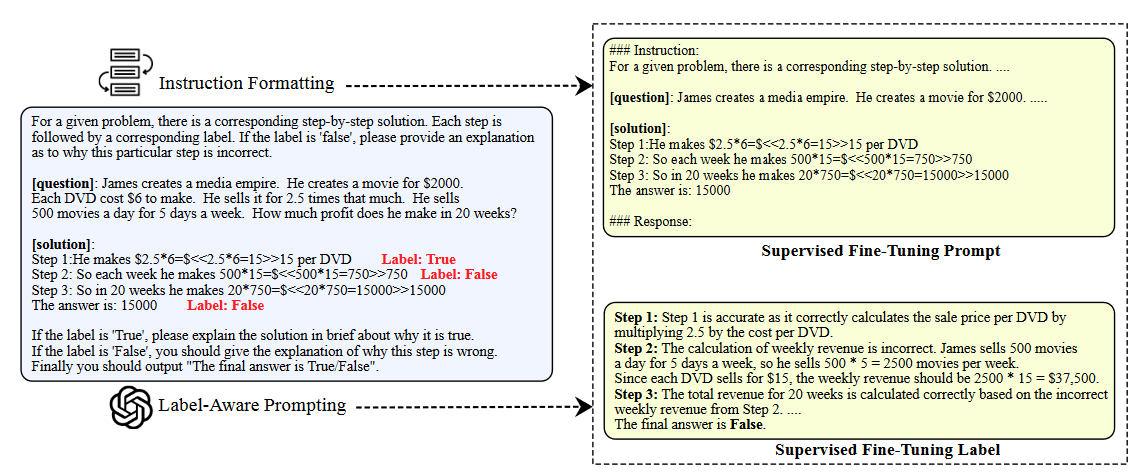 Instruction Formatting
For a given problem, there is a corresponding step-by-step solution. Each step is
followed by a corresponding label. If the label is 'false', please provide an explanation
as to why this particular step is incorrect.
[question]: James creates a media empire.  He creates a movie for $2000.
Each DVD cost $6 to make.  He sells it for 2.5 times that much.  He sells
500 movies a day for 5 days a week.  How much profit does he make in 20 weeks?
[solution]:
Step 1:He makes $2.5*6=$<<2.5*6=15>>15 per DVD Label: True
Step 2: So each week he makes 500*15=$<<500*15=750>>750 Label: False
Step 3: So in 20 weeks he makes 20*750=$<<20*750=15000>>15000
The answer is: 15000 Label: False
If the label is 'True', please explain the solution in brief about why it is true.
If the label is 'False', you should give the explanation of why this step is wrong.
Finally you should output "The final answer is True/False".
Label-Aware Prompting
### Instruction:
For a given problem, there is a corresponding step-by-step solution. ....
[question]: James creates a media empire.  He creates a movie for $2000. .....
[solution]:
Step 1:He makes $2.5*6=$<<2.5*6=15>>15 per DVD
Step 2: So each week he makes 500*15=$<<500*15=750>>750
Step 3: So in 20 weeks he makes 20*750=$<<20*750=15000>>15000
The answer is: 15000
### Response:
Supervised Fine-Tuning Prompt
Step 1: Step 1 is accurate as it correctly calculates the sale price per DVD by
multiplying 2.5 by the cost per DVD.
Step 2: The calculation of weekly revenue is incorrect. James sells 500 movies
a day for 5 days a week, so he sells 500 * 5 = 2500 movies per week.
Since each DVD sells for $15, the weekly revenue should be 2500 * 15 = $37,500.
Step 3: The total revenue for 20 weeks is calculated correctly based on the incorrect
weekly revenue from Step 2. ....
The final answer is False.
Supervised Fine-Tuning Label